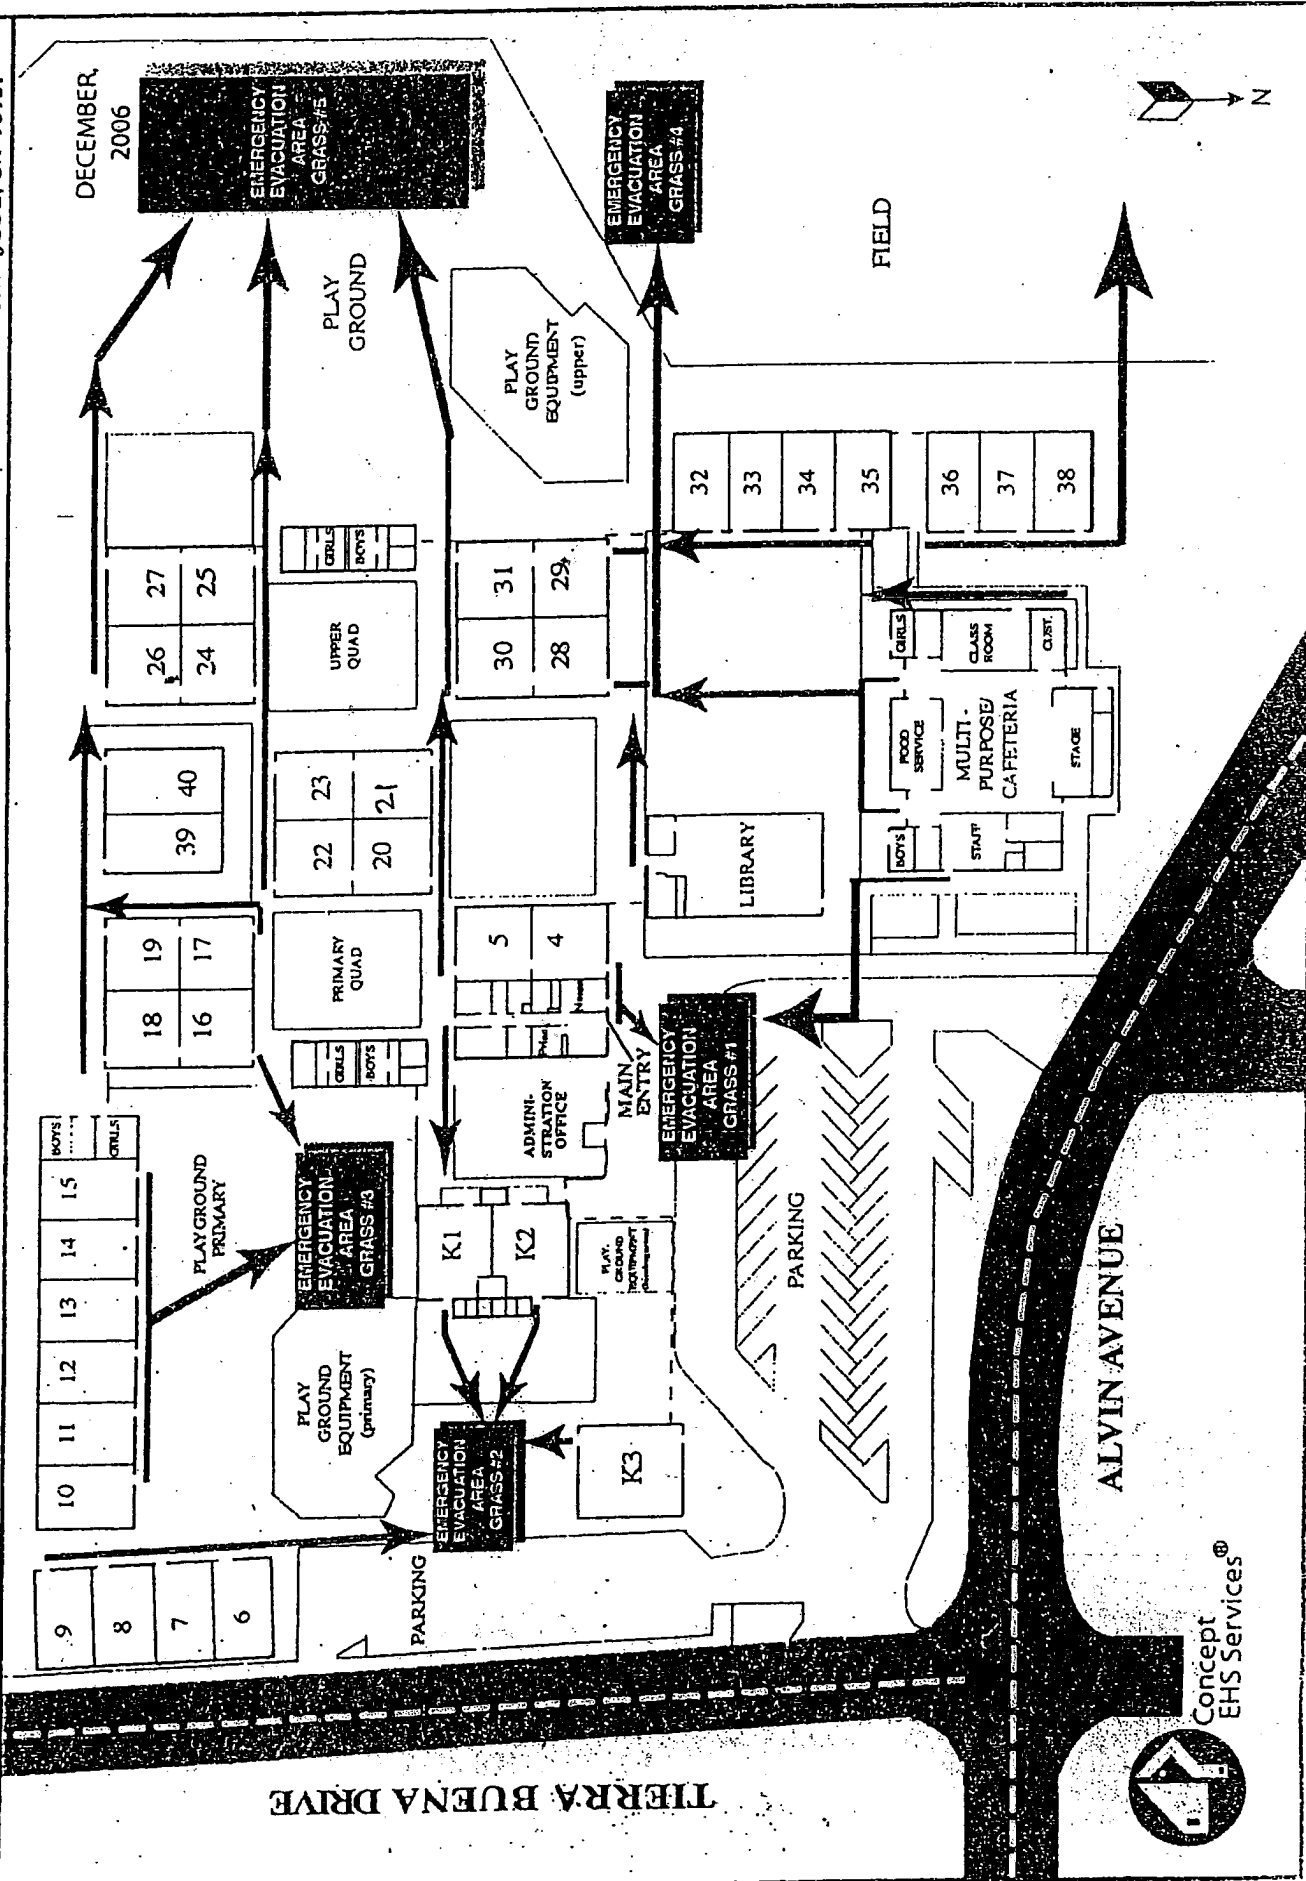 DECEMBER,
2006
EMERGENCY
EVACUATION
AREA
GRASS #5
EMERGENCY
EVACUATION
AREA
GRASS #4
N
PLAY
GROUND
FIELD
PLAY
GROUND
EQUIPMENT
(upper)
27
25
26
24
GIRLS
BOYS
UPPER
QUAD
31
29
30
28
32
33
34
35
36
37
38
40
39
23
21
22
20
GIRLS
CLASS
ROOM
CUST.
FOOD
SERVICE
MULTI -
PURPOSE/
CAFETERIA
STAGE
BOYS
STAFF
LIBRARY
19
17
18
16
PRIMARY
QUAD
5
4
GIRLS
BOYS
ADMINI-
STRATION
OFFICE
MAIN
ENTRY
EMERGENCY
EVACUATION
AREA
GRASS #1
BOYS
GIRLS
15
14
13
12
11
10
PLAYGROUND
PRIMARY
EMERGENCY
EVACUATION
AREA
GRASS #3
K1
K2
PLAY
GROUND
EQUIPMENT
PARKING
PLAY
GROUND
EQUIPMENT
(primary)
EMERGENCY
EVACUATION
AREA
GRASS #2
K3
9
8
7
6
PARKING
ALVIN AVENUE
TIERRA BUENA DRIVE
Concept
EHS Services®